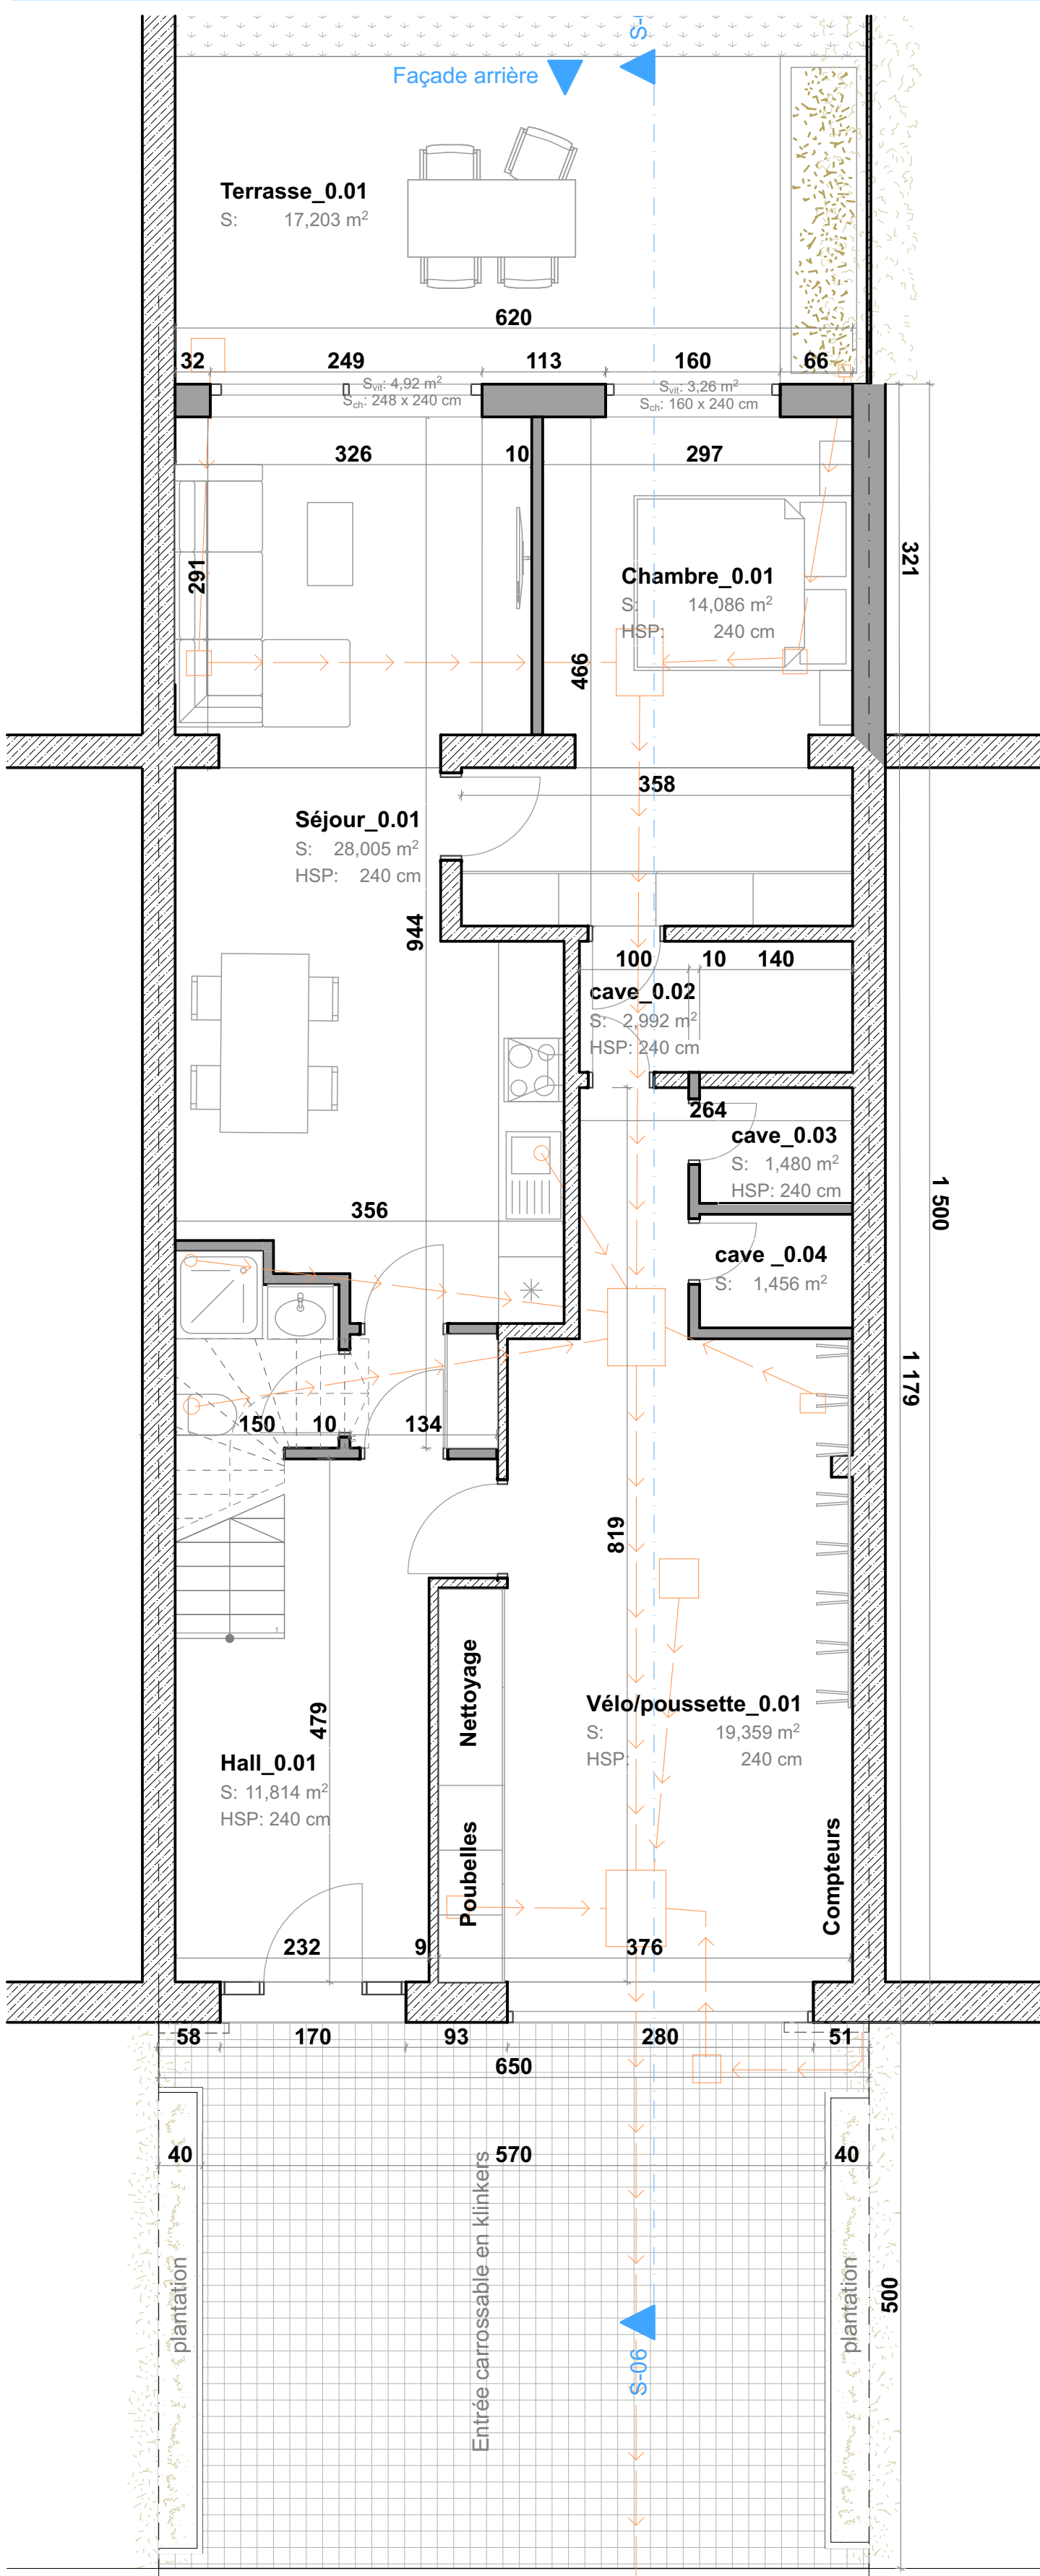 S-
Façade arrière
Terrasse_0.01
S: 17,203 m²
620
32 249 113 160 66
Svit: 4,92 m²
Sch: 248 x 240 cm
Svit: 3,26 m²
Sch: 160 x 240 cm
326 10 297
291
321
Chambre_0.01
S: 14,086 m²
HSP: 240 cm
466
358
Séjour_0.01
S: 28,005 m²
HSP: 240 cm
944
100 10 140
cave_0.02
S: 2,992 m²
HSP: 240 cm
264
cave_0.03
S: 1,480 m²
HSP: 240 cm
1 500
356
cave _0.04
S: 1,456 m²
1 179
150 10 134
819
1
Nettoyage
Vélo/poussette_0.01
S: 19,359 m²
HSP: 240 cm
479
Hall_0.01
S: 11,814 m²
HSP: 240 cm
Poubelles
Compteurs
232 9 376
58 170 93 280 51
650
40 570 40
Entrée carrossable en klinkers
plantation
plantation
500
S-06